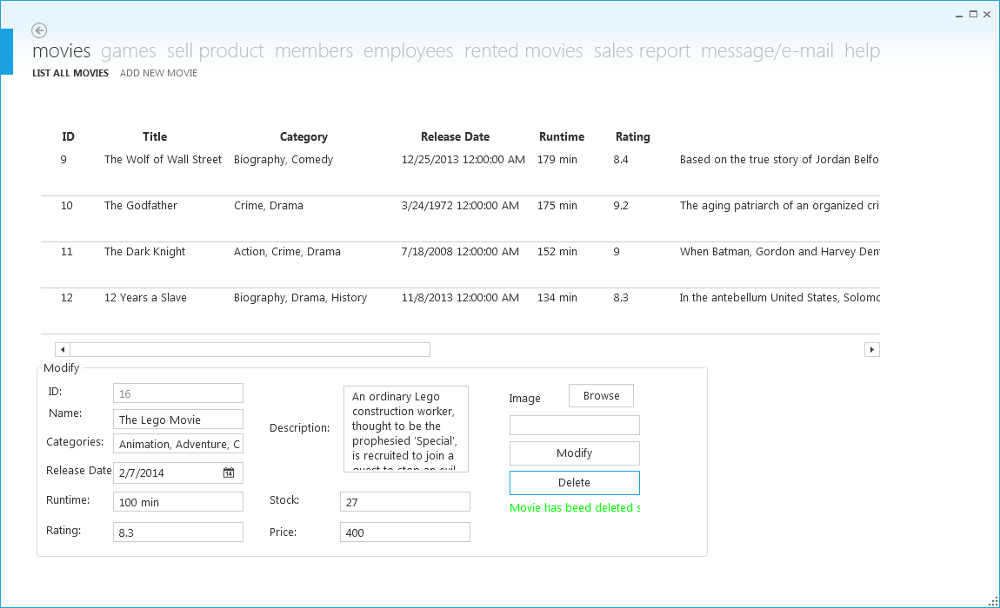 movies games sell product members employees rented movies sales report message/e-mail help
LIST ALL MOVIES ADD NEW MOVIE
ID Title Category Release Date Runtime Rating
9 The Wolf of Wall Street Biography, Comedy 12/25/2013 12:00:00 AM 179 min 8.4 Based on the true story of Jordan Belfo
10 The Godfather Crime, Drama 3/24/1972 12:00:00 AM 175 min 9.2 The aging patriarch of an organized cri
11 The Dark Knight Action, Crime, Drama 7/18/2008 12:00:00 AM 152 min 9 When Batman, Gordon and Harvey Den
12 12 Years a Slave Biography, Drama, History 11/8/2013 12:00:00 AM 134 min 8.3 In the antebellum United States, Solomo
Modify
ID: 16
Name: The Lego Movie
Categories: Animation, Adventure, C
Release Date 2/7/2014 14
Runtime: 100 min
Rating: 8.3
Description:
An ordinary Lego
construction worker,
thought to be the
prophesied 'Special',
is recruited to join a
quest to stop an evil
Stock: 27
Price: 400
Image Browse
Modify
Delete
Movie has beed deleted s